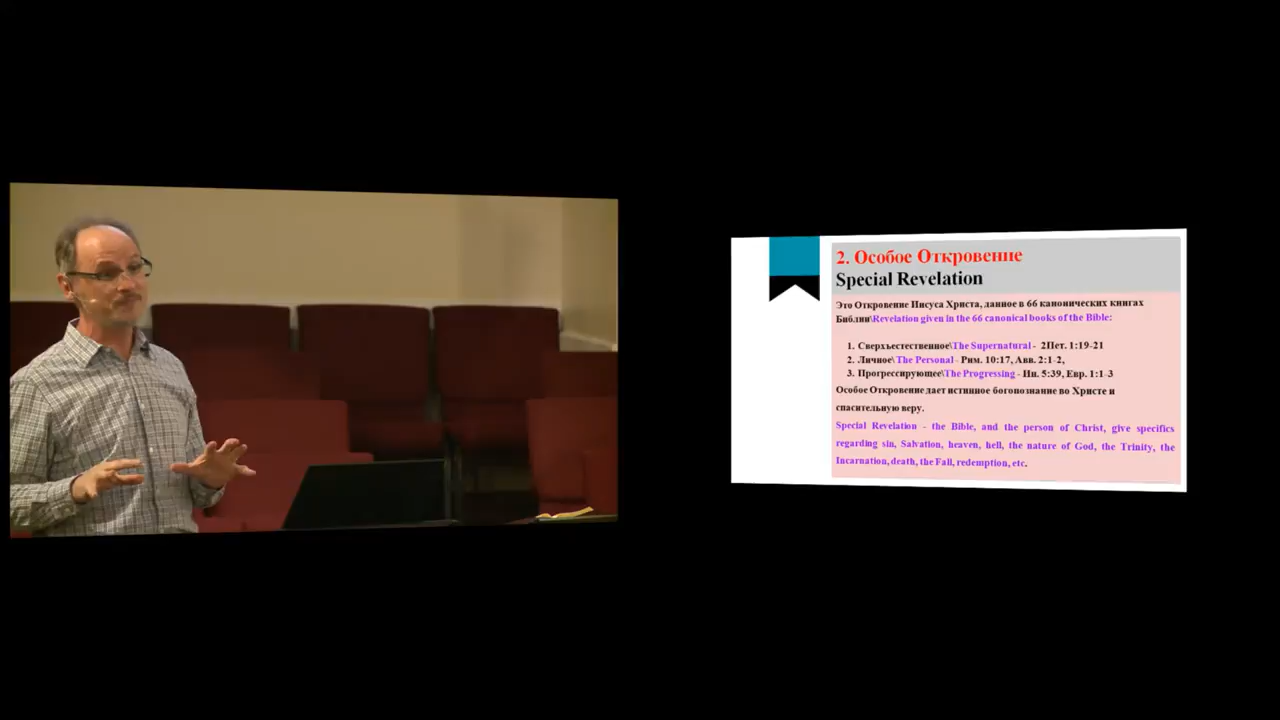 2. Особое Откровение
Special Revelation
Это Откровение Иисуса Христа, данное в 66 канонических книгах
Библии\Revelation given in the 66 canonical books of the Bible:
1. Сверхъестественное\The Supernatural - 2Пет. 1:19-21
2. Личное\ The Personal - Рим. 10:17, Авв. 2:1-2,
3. Прогрессирующее\The Progressing - Ин. 5:39, Евр. 1:1-3
Особое Откровение дает истинное богопознание во Христе и
спасительную веру.
Special Revelation - the Bible, and the person of Christ, give specifics
regarding sin, Salvation, heaven, hell, the nature of God, the Trinity, the
Incarnation, death, the Fall, redemption, etc.